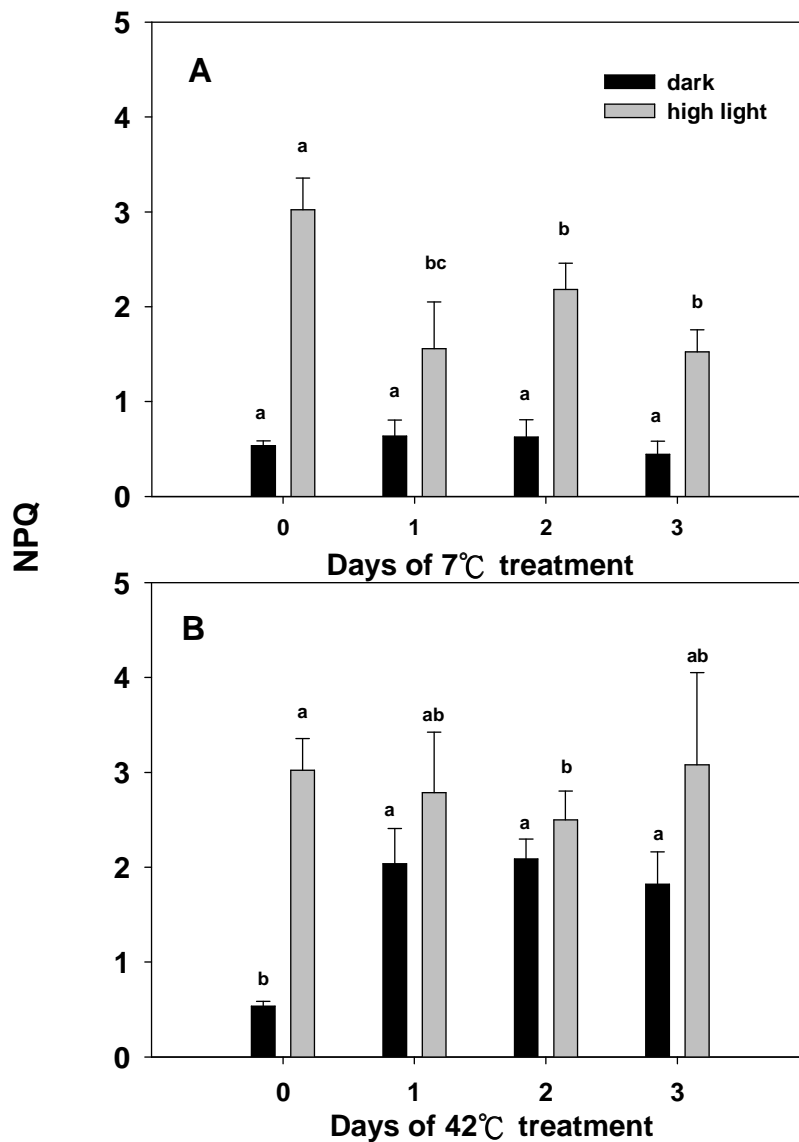 5
A
dark
high light
4
a
3
b
bc
2
b
1
a
a
a
a
0
0 1 2 3
Days of 7℃ treatment
NPQ
5
B
ab
4
a
ab
3
b
a
a
a
2
1
b
0
0 1 2 3
Days of 42℃ treatment